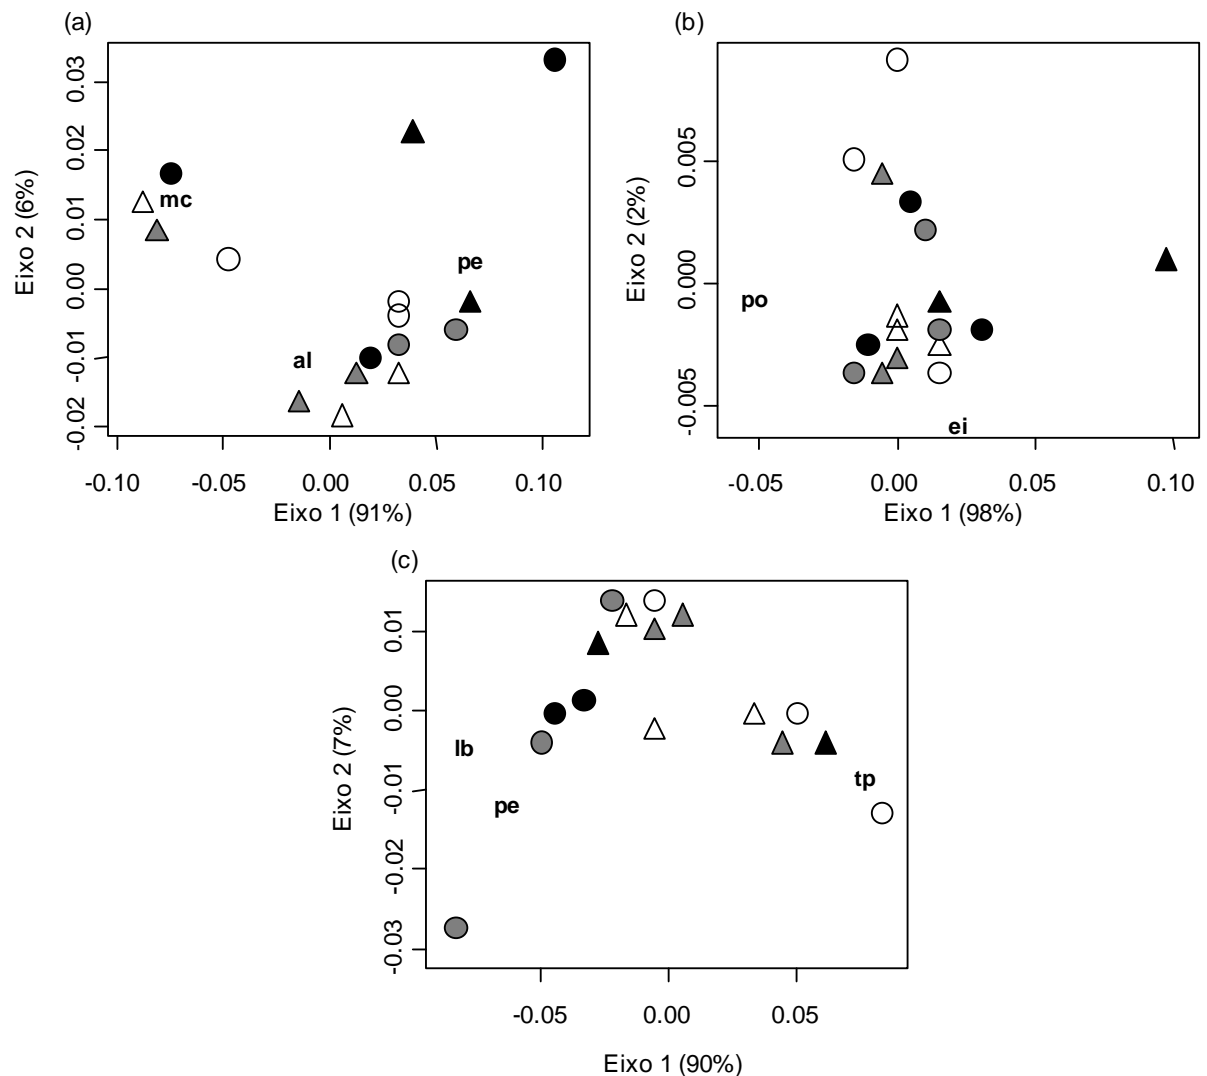 (a)
Eixo 2 (6%)
0.03
0.02
0.01
0.00
-0.01
-0.02
mc
pe
al
-0.10 -0.05 0.00 0.05 0.10
Eixo 1 (91%)
(b)
Eixo 2 (2%)
0.005
0.000
-0.005
po
ei
-0.05 0.00 0.05 0.10
Eixo 1 (98%)
(c)
Eixo 2 (7%)
0.01
0.00
-0.01
-0.02
-0.03
lb
pe
tp
-0.05 0.00 0.05
Eixo 1 (90%)